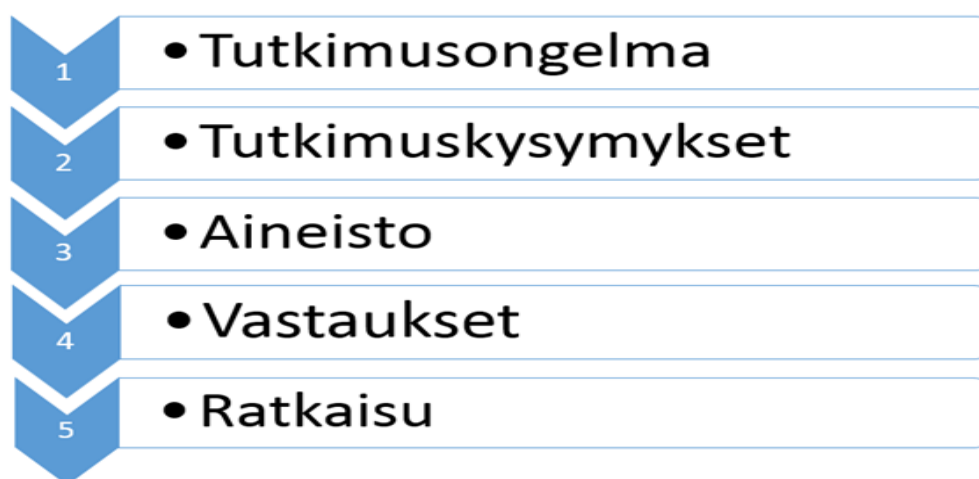 1 • Tutkimusongelma
2 • Tutkimuskysymykset
3 • Aineisto
4 • Vastaukset
5 • Ratkaisu